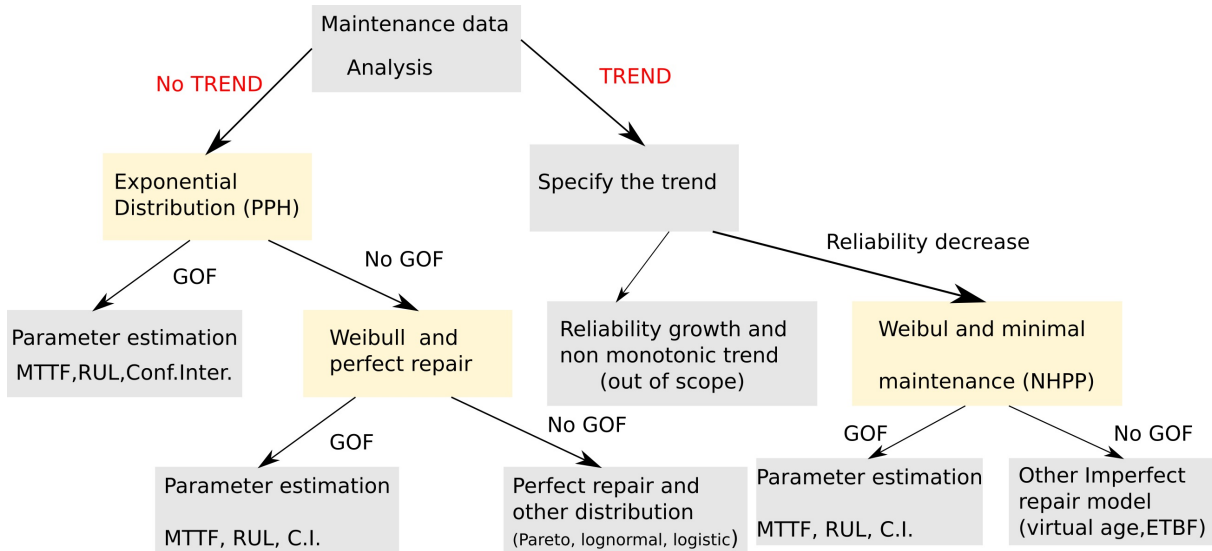 Maintenance data
Analysis
No TREND
TREND
Exponential
Distribution (PPH)
Specify the trend
GOF
No GOF
Reliability decrease
Parameter estimation
MTTF,RUL,Conf.Inter.
Weibull and
perfect repair
Reliability growth and
non monotonic trend
(out of scope)
Weibul and minimal
maintenance (NHPP)
GOF
No GOF
GOF
No GOF
Parameter estimation
MTTF, RUL, C.I.
Perfect repair and
other distribution
(Pareto, lognormal, logistic)
Parameter estimation
MTTF, RUL, C.I.
Other Imperfect
repair model
(virtual age,ETBF)